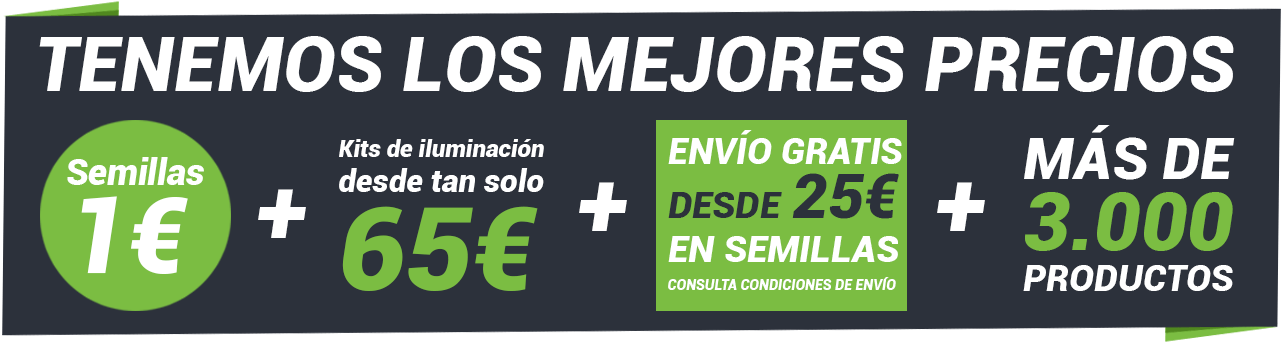 TENEMOS LOS MEJORES PRECIOS
Semillas
1€
+
Kits de iluminación
desde tan solo
65€
+
ENVÍO GRATIS
DESDE 25€
EN SEMILLAS
CONSULTA CONDICIONES DE ENVÍO
+
MÁS DE
3.000
PRODUCTOS